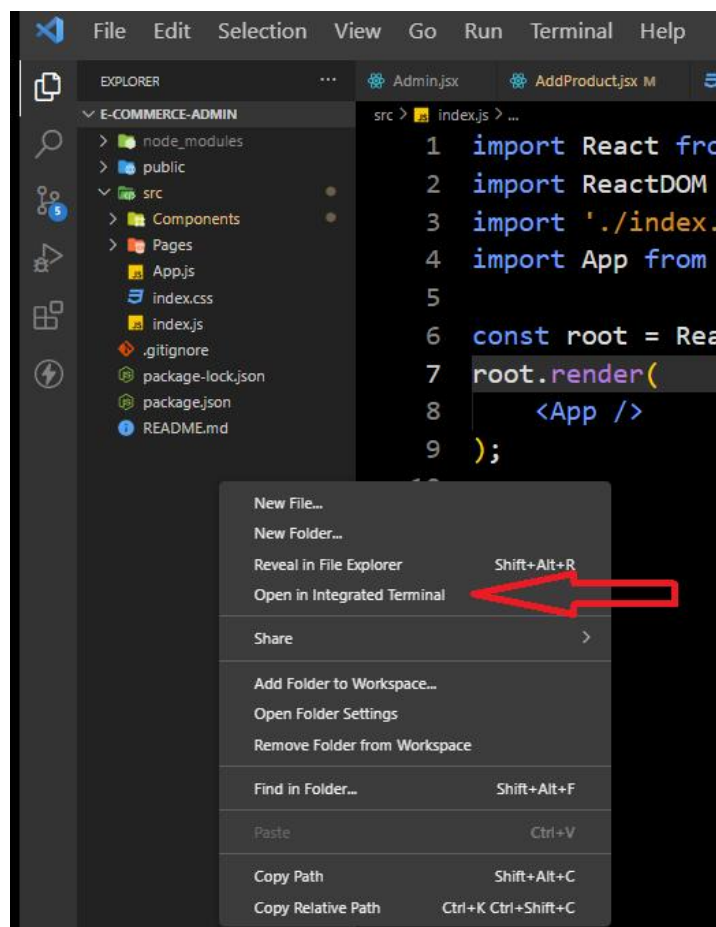 File Edit Selection View Go Run Terminal Help
EXPLORER ··· Admin.jsx AddProduct.jsx M
E-COMMERCE-ADMIN src > index.js > ...
node_modules
public
src
Components
Pages
App.js
index.css
index.js
.gitignore
package-lock.json
package.json
README.md
5
1 import React fro
2 import ReactDOM
3 import './index.
4 import App from
5
6 const root = Rea
7 root.render(
8 <App />
9 );
New File...
New Folder...
Reveal in File Explorer Shift+Alt+R
Open in Integrated Terminal
Share >
Add Folder to Workspace...
Open Folder Settings
Remove Folder from Workspace
Find in Folder... Shift+Alt+F
Paste Ctrl+V
Copy Path Shift+Alt+C
Copy Relative Path Ctrl+K Ctrl+Shift+C